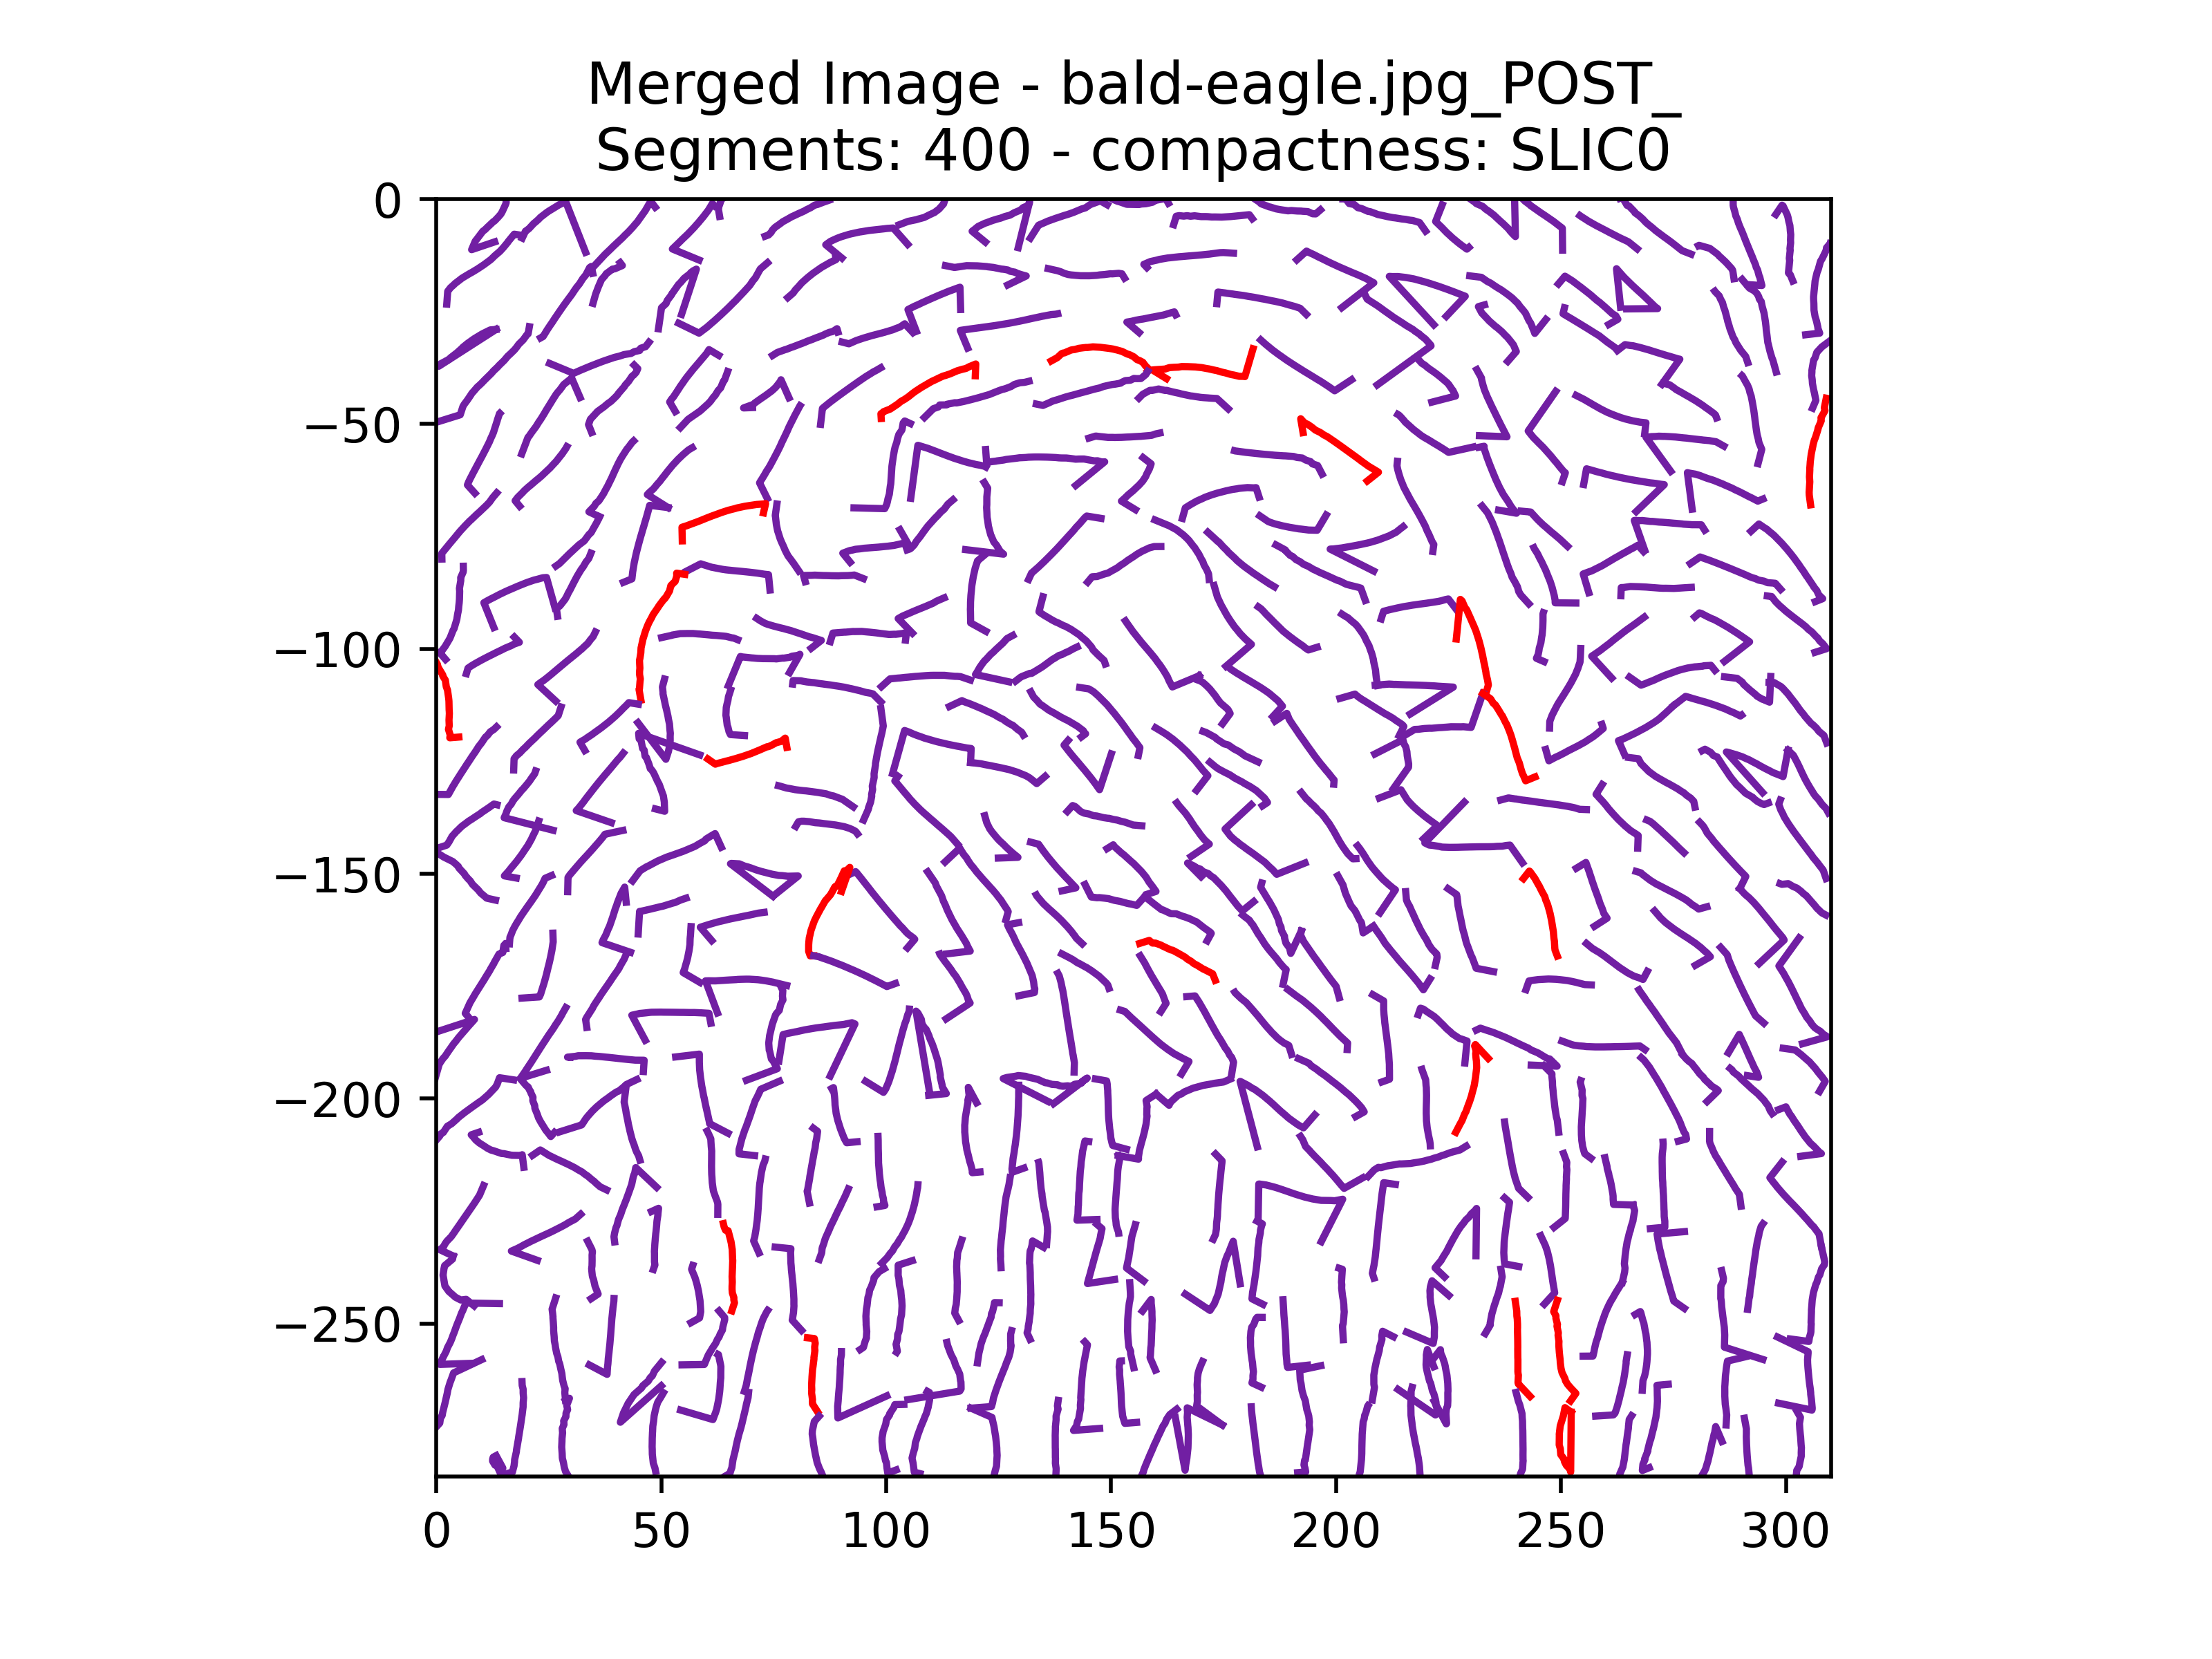 Merged Image - bald-eagle.jpg_POST_
Segments: 400 - compactness: SLIC0
0
−50
−100
−150
−200
−250
0 50 100 150 200 250 300